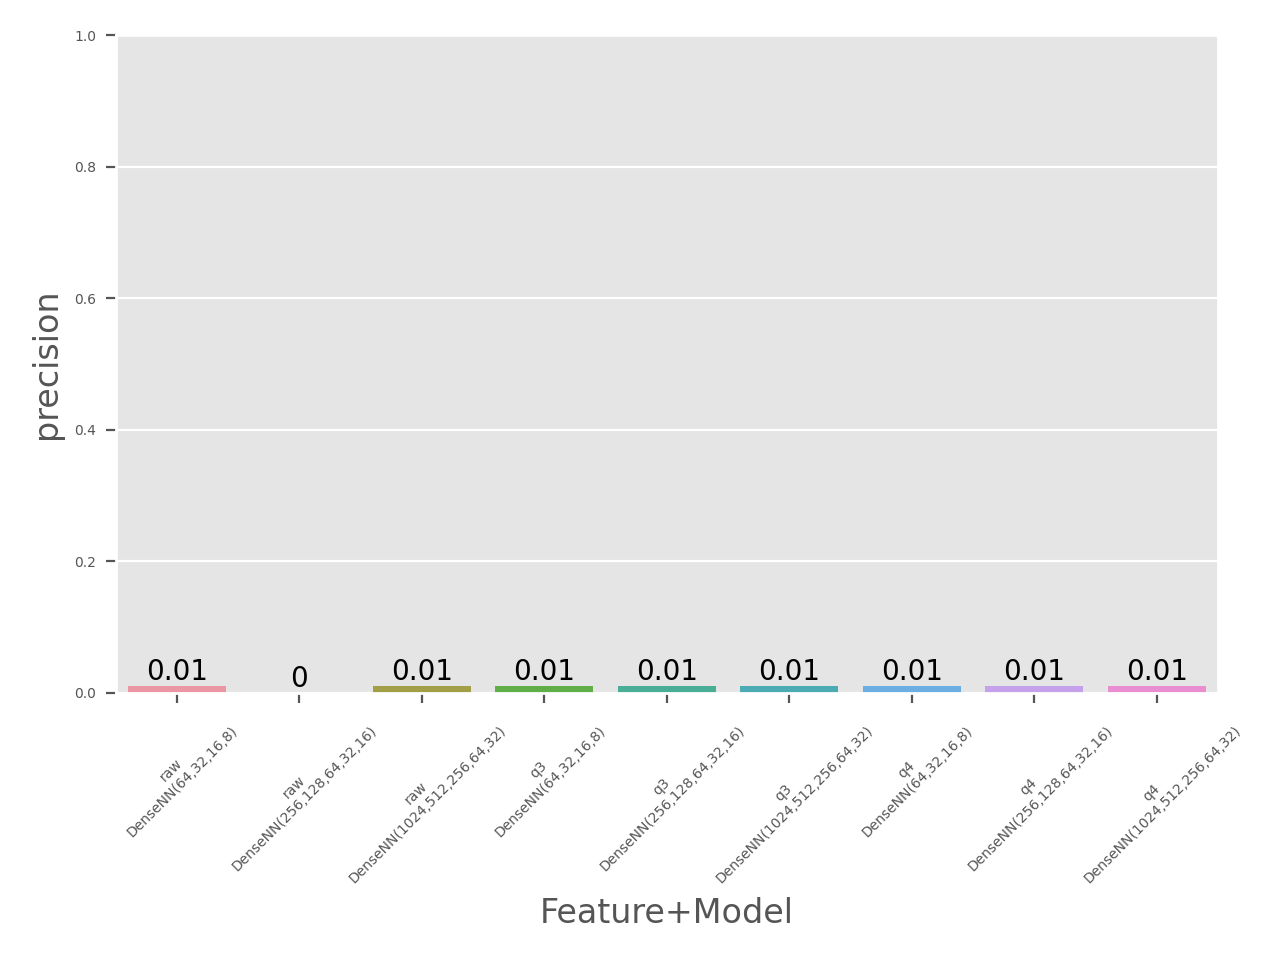 1.0
0.8
0.6
0.4
0.2
0.0
precision
0.01
0
0.01
0.01
0.01
0.01
0.01
0.01
0.01
raw
DenseNN(64,32,16,8)
raw
DenseNN(256,128,64,32,16)
raw
DenseNN(1024,512,256,64,32)
q3
DenseNN(64,32,16,8)
q3
DenseNN(256,128,64,32,16)
q3
DenseNN(1024,512,256,64,32)
q4
DenseNN(64,32,16,8)
q4
DenseNN(256,128,64,32,16)
q4
DenseNN(1024,512,256,64,32)
Feature+Model